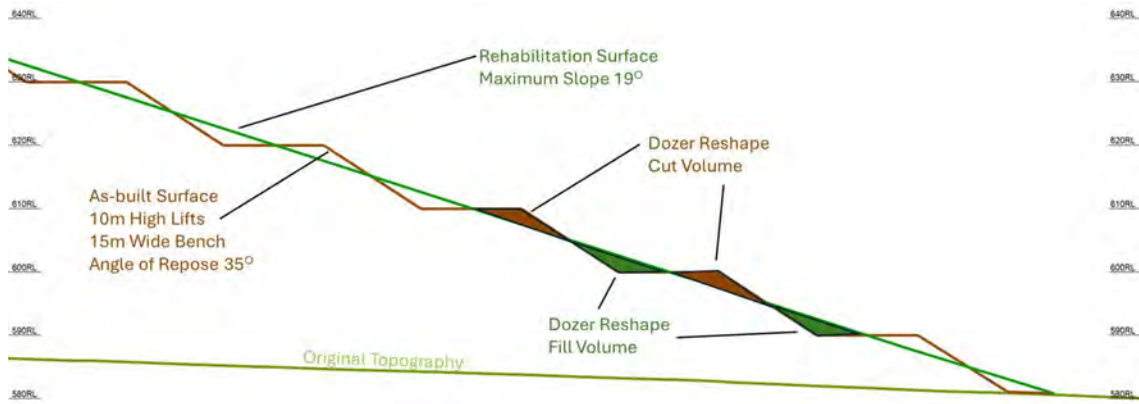 640RL
640RL
Rehabilitation Surface
Maximum Slope 19O
630RL
630RL
620RL
620RL
Dozer Reshape
Cut Volume
As-built Surface
10m High Lifts
15m Wide Bench
Angle of Repose 35O
610RL
610RL
600RL
600RL
Dozer Reshape
Fill Volume
590RL
590RL
Original Topography
580RL
580RL